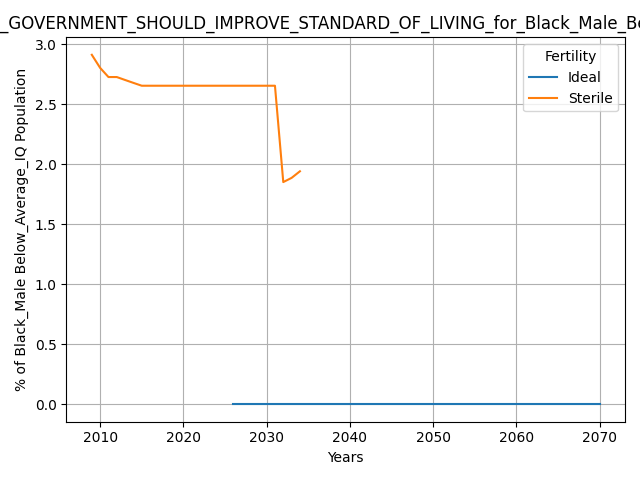 _GOVERNMENT_SHOULD_IMPROVE_STANDARD_OF_LIVING_for_Black_Male_Be
Fertility
Ideal
Sterile
% of Black_Male Below_Average_IQ Population
3.0
2.5
2.0
1.5
1.0
0.5
0.0
2010 2020 2030 2040 2050 2060 2070
Years